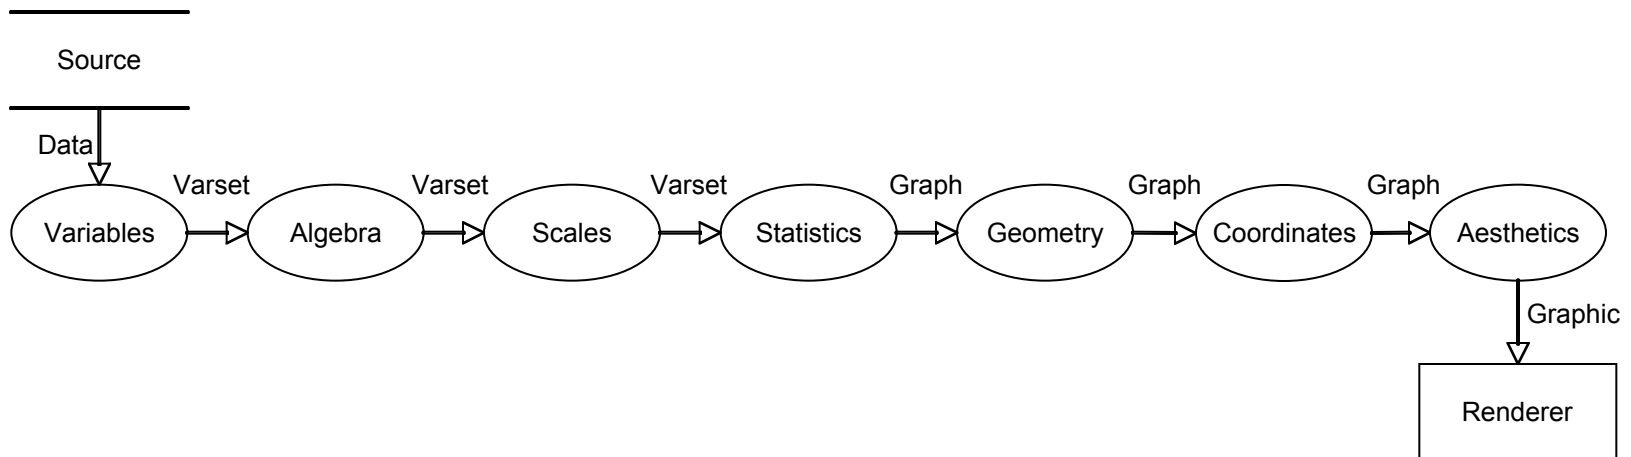 Source
Data
Varset Varset Varset Graph Graph Graph
Variables Algebra Scales Statistics Geometry Coordinates Aesthetics
Graphic
Renderer